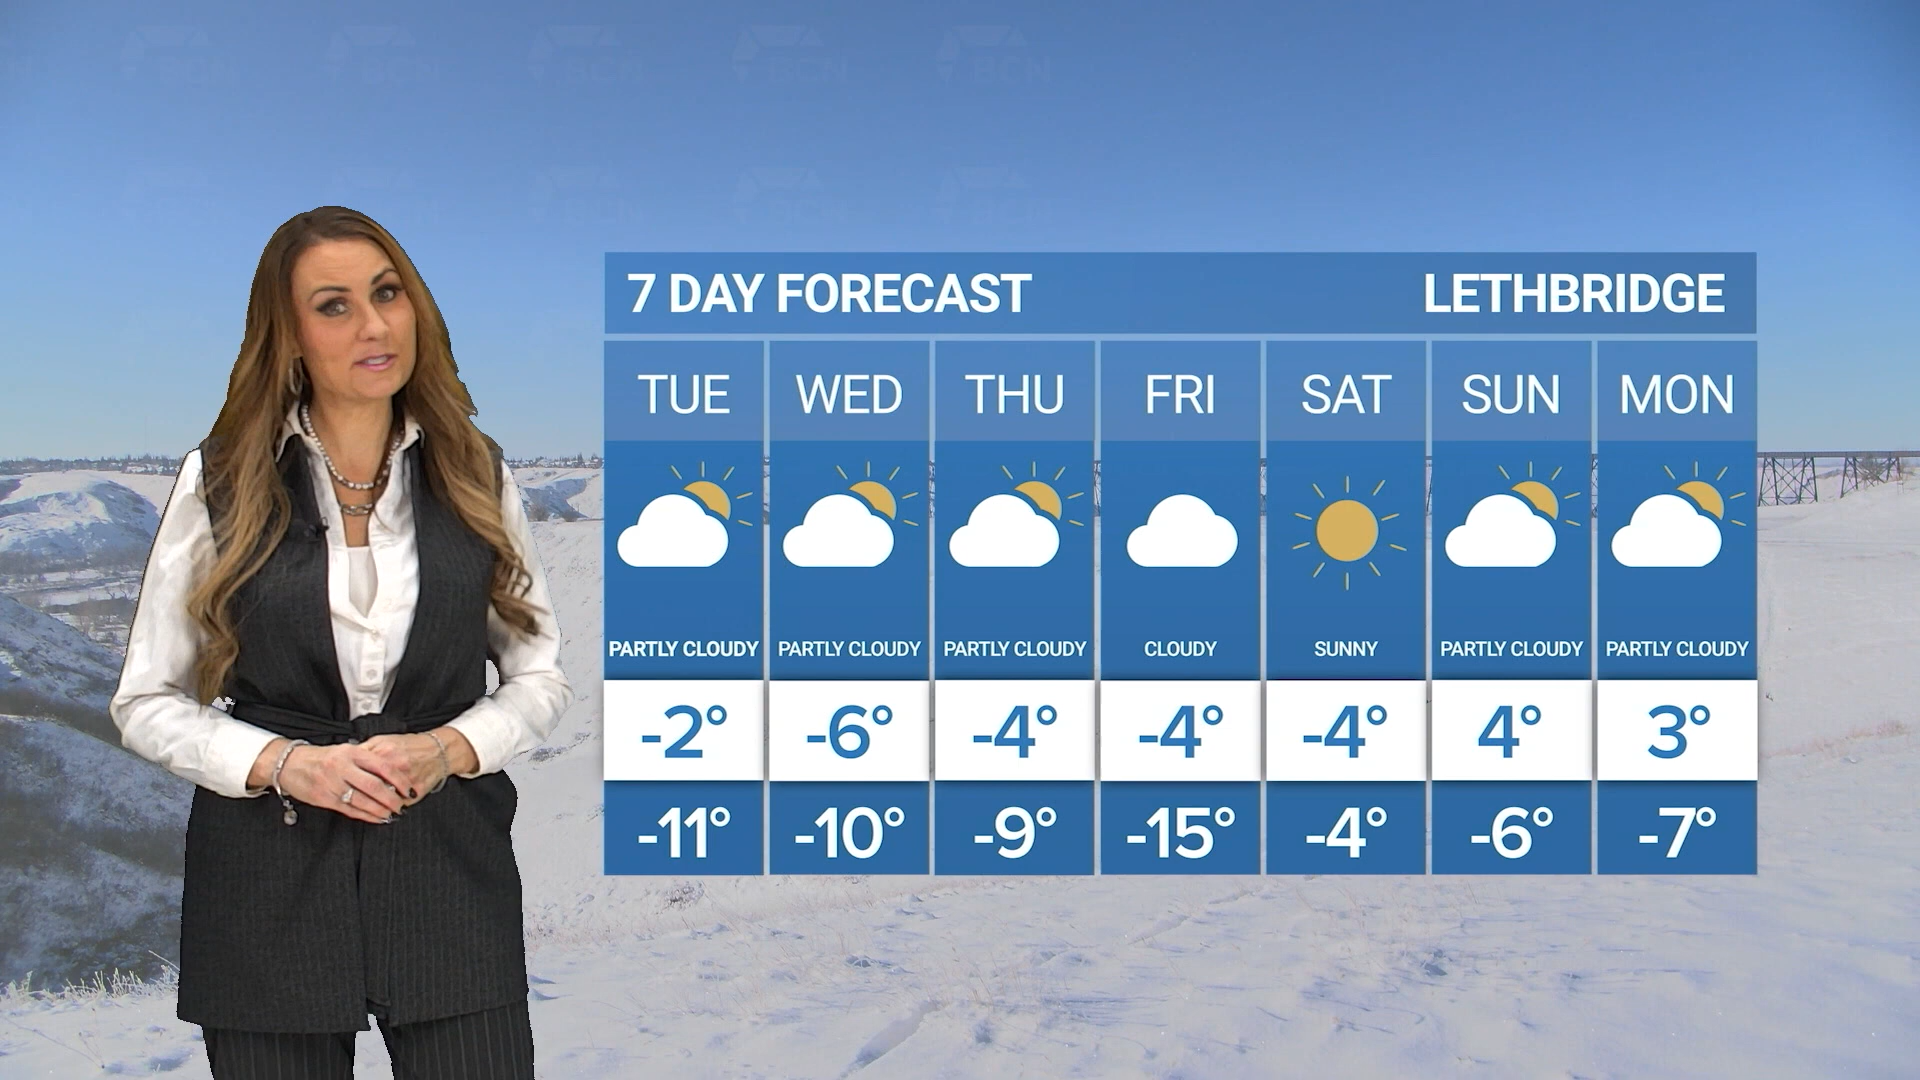 7 DAY FORECAST LETHBRIDGE
TUE WED THU FRI SAT SUN MON
PARTLY CLOUDY PARTLY CLOUDY PARTLY CLOUDY CLOUDY SUNNY PARTLY CLOUDY PARTLY CLOUDY
-2° -6° -4° -4° -4° 4° 3°
-11° -10° -9° -15° -4° -6° -7°